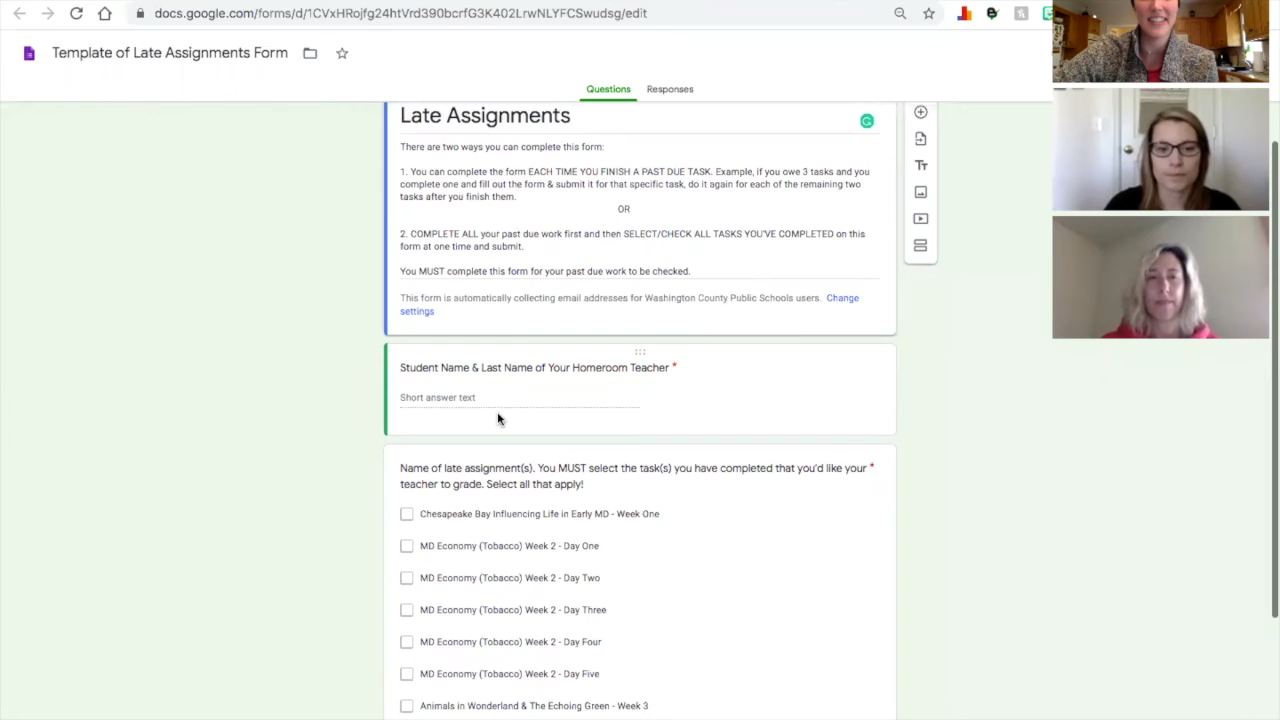 docs.google.com/forms/d/1CVxHRojfg24htVrd390bcrfG3K402LrwNLYFCSwudsg/edit
Template of Late Assignments Form
Questions
Responses
Late Assignments
There are two ways you can complete this form:
1. You can complete the form EACH TIME YOU FINISH A PAST DUE TASK. Example, if you owe 3 tasks and you
complete one and fill out the form & submit it for that specific task, do it again for each of the remaining two
tasks after you finish them.
OR
2. COMPLETE ALL your past due work first and then SELECT/CHECK ALL TASKS YOU'VE COMPLETED on this
form at one time and submit.
You MUST complete this form for your past due work to be checked.
This form is automatically collecting email addresses for Washington County Public Schools users. Change
settings
Student Name & Last Name of Your Homeroom Teacher *
Short answer text
Name of late assignment(s). You MUST select the task(s) you have completed that you'd like your *
teacher to grade. Select all that apply!
Chesapeake Bay Influencing Life in Early MD - Week One
MD Economy (Tobacco) Week 2 - Day One
MD Economy (Tobacco) Week 2 - Day Two
MD Economy (Tobacco) Week 2 - Day Three
MD Economy (Tobacco) Week 2 - Day Four
MD Economy (Tobacco) Week 2 - Day Five
Animals in Wonderland & The Echoing Green - Week 3